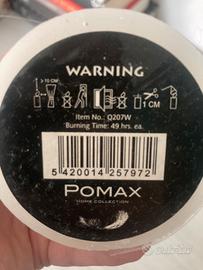 WARNING
≥ 10 CM
1 CM
Item No.: Q207W
Burning Time: 49 hrs. ea.
5 420014 257972
POMAX
HOME COLLECTION
subito